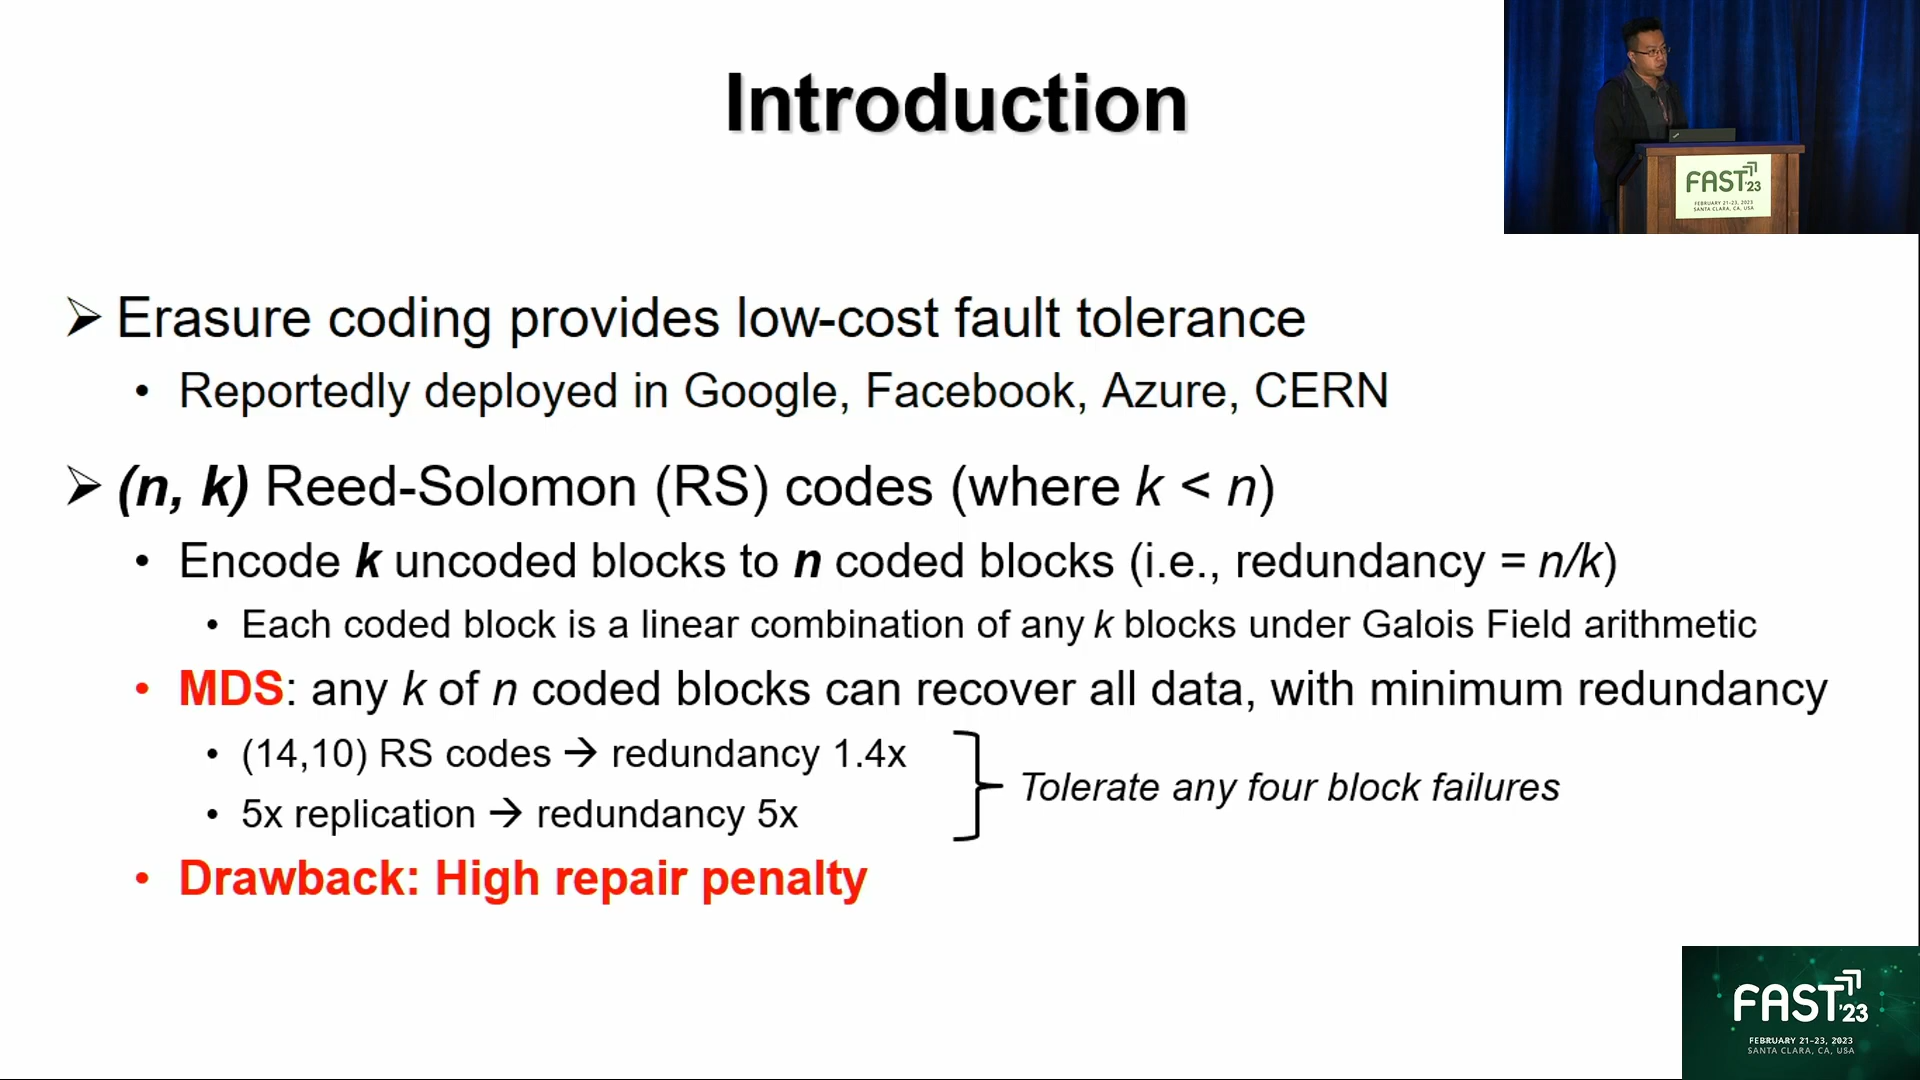 Introduction
FAST'23
FEBRUARY 21-23, 2023
SANTA CLARA, CA, USA
➢ Erasure coding provides low-cost fault tolerance
• Reportedly deployed in Google, Facebook, Azure, CERN
➢ (n, k) Reed-Solomon (RS) codes (where k < n)
• Encode k uncoded blocks to n coded blocks (i.e., redundancy = n/k)
• Each coded block is a linear combination of any k blocks under Galois Field arithmetic
• MDS: any k of n coded blocks can recover all data, with minimum redundancy
• (14,10) RS codes → redundancy 1.4x
• 5x replication → redundancy 5x
Tolerate any four block failures
• Drawback: High repair penalty
FAST'23
FEBRUARY 21-23, 2023
SANTA CLARA, CA, USA